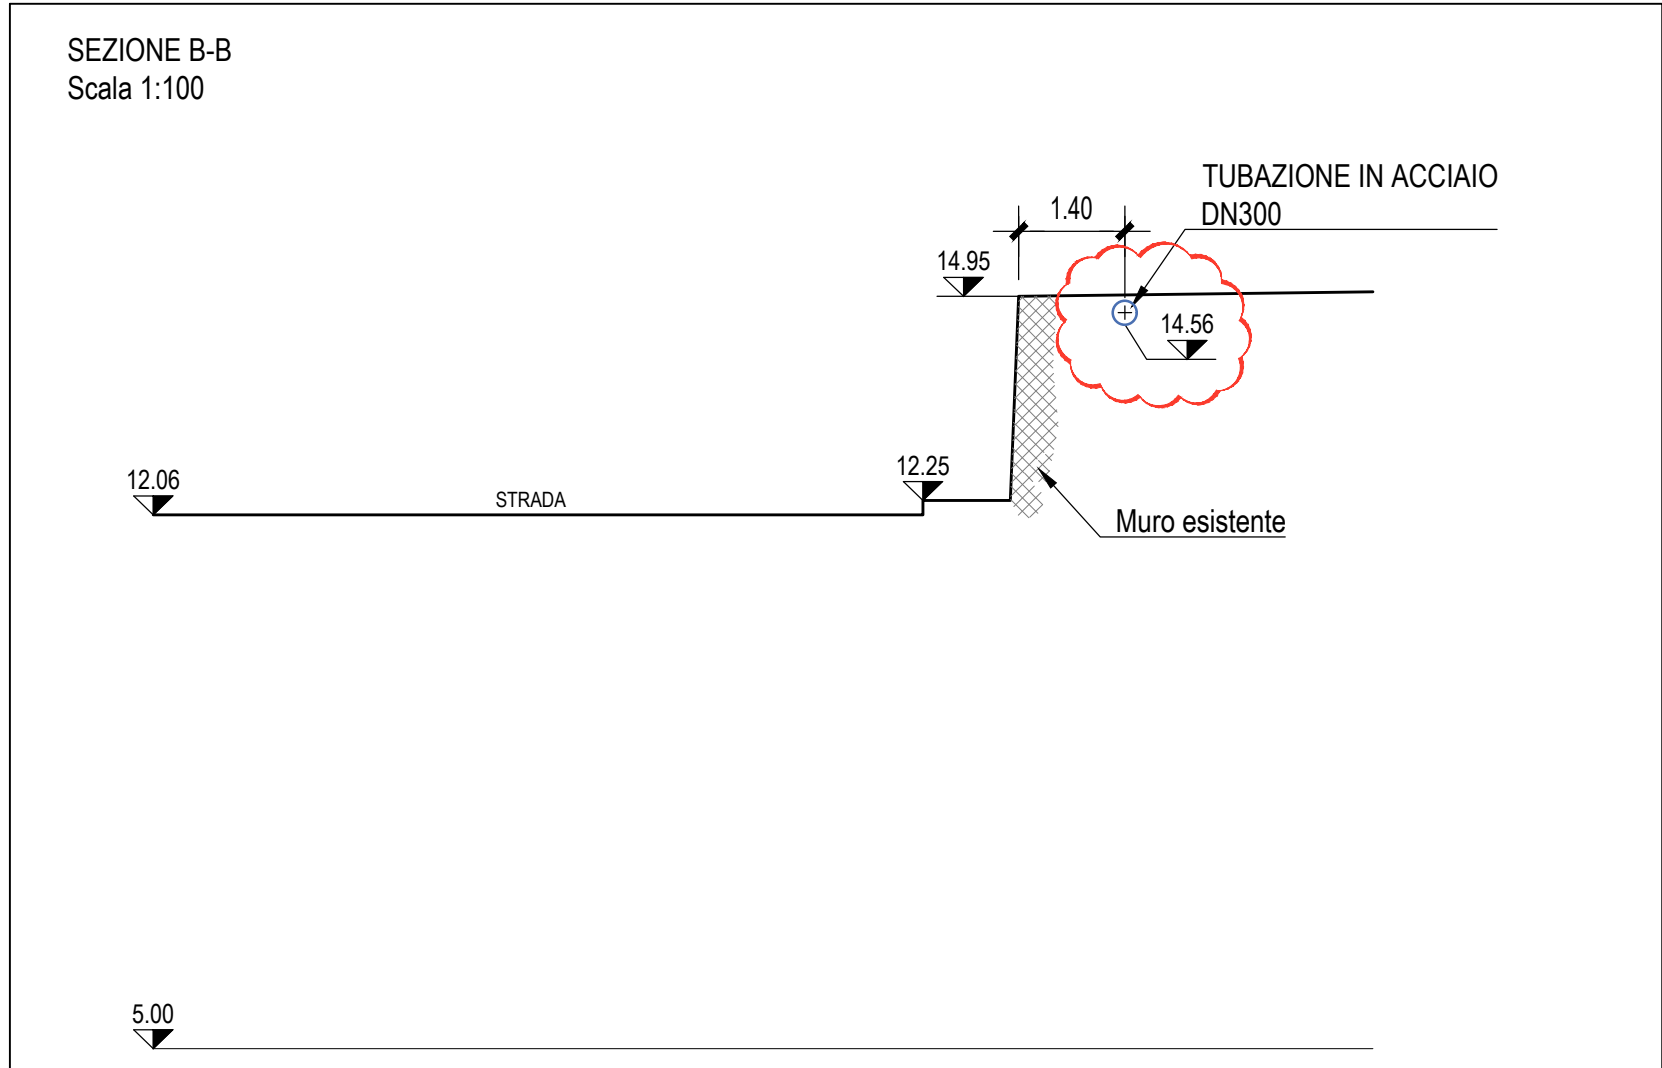 SEZIONE B-B
Scala 1:100
TUBAZIONE IN ACCIAIO
DN300
1.40
14.95
14.56
12.06
STRADA
12.25
Muro esistente
5.00